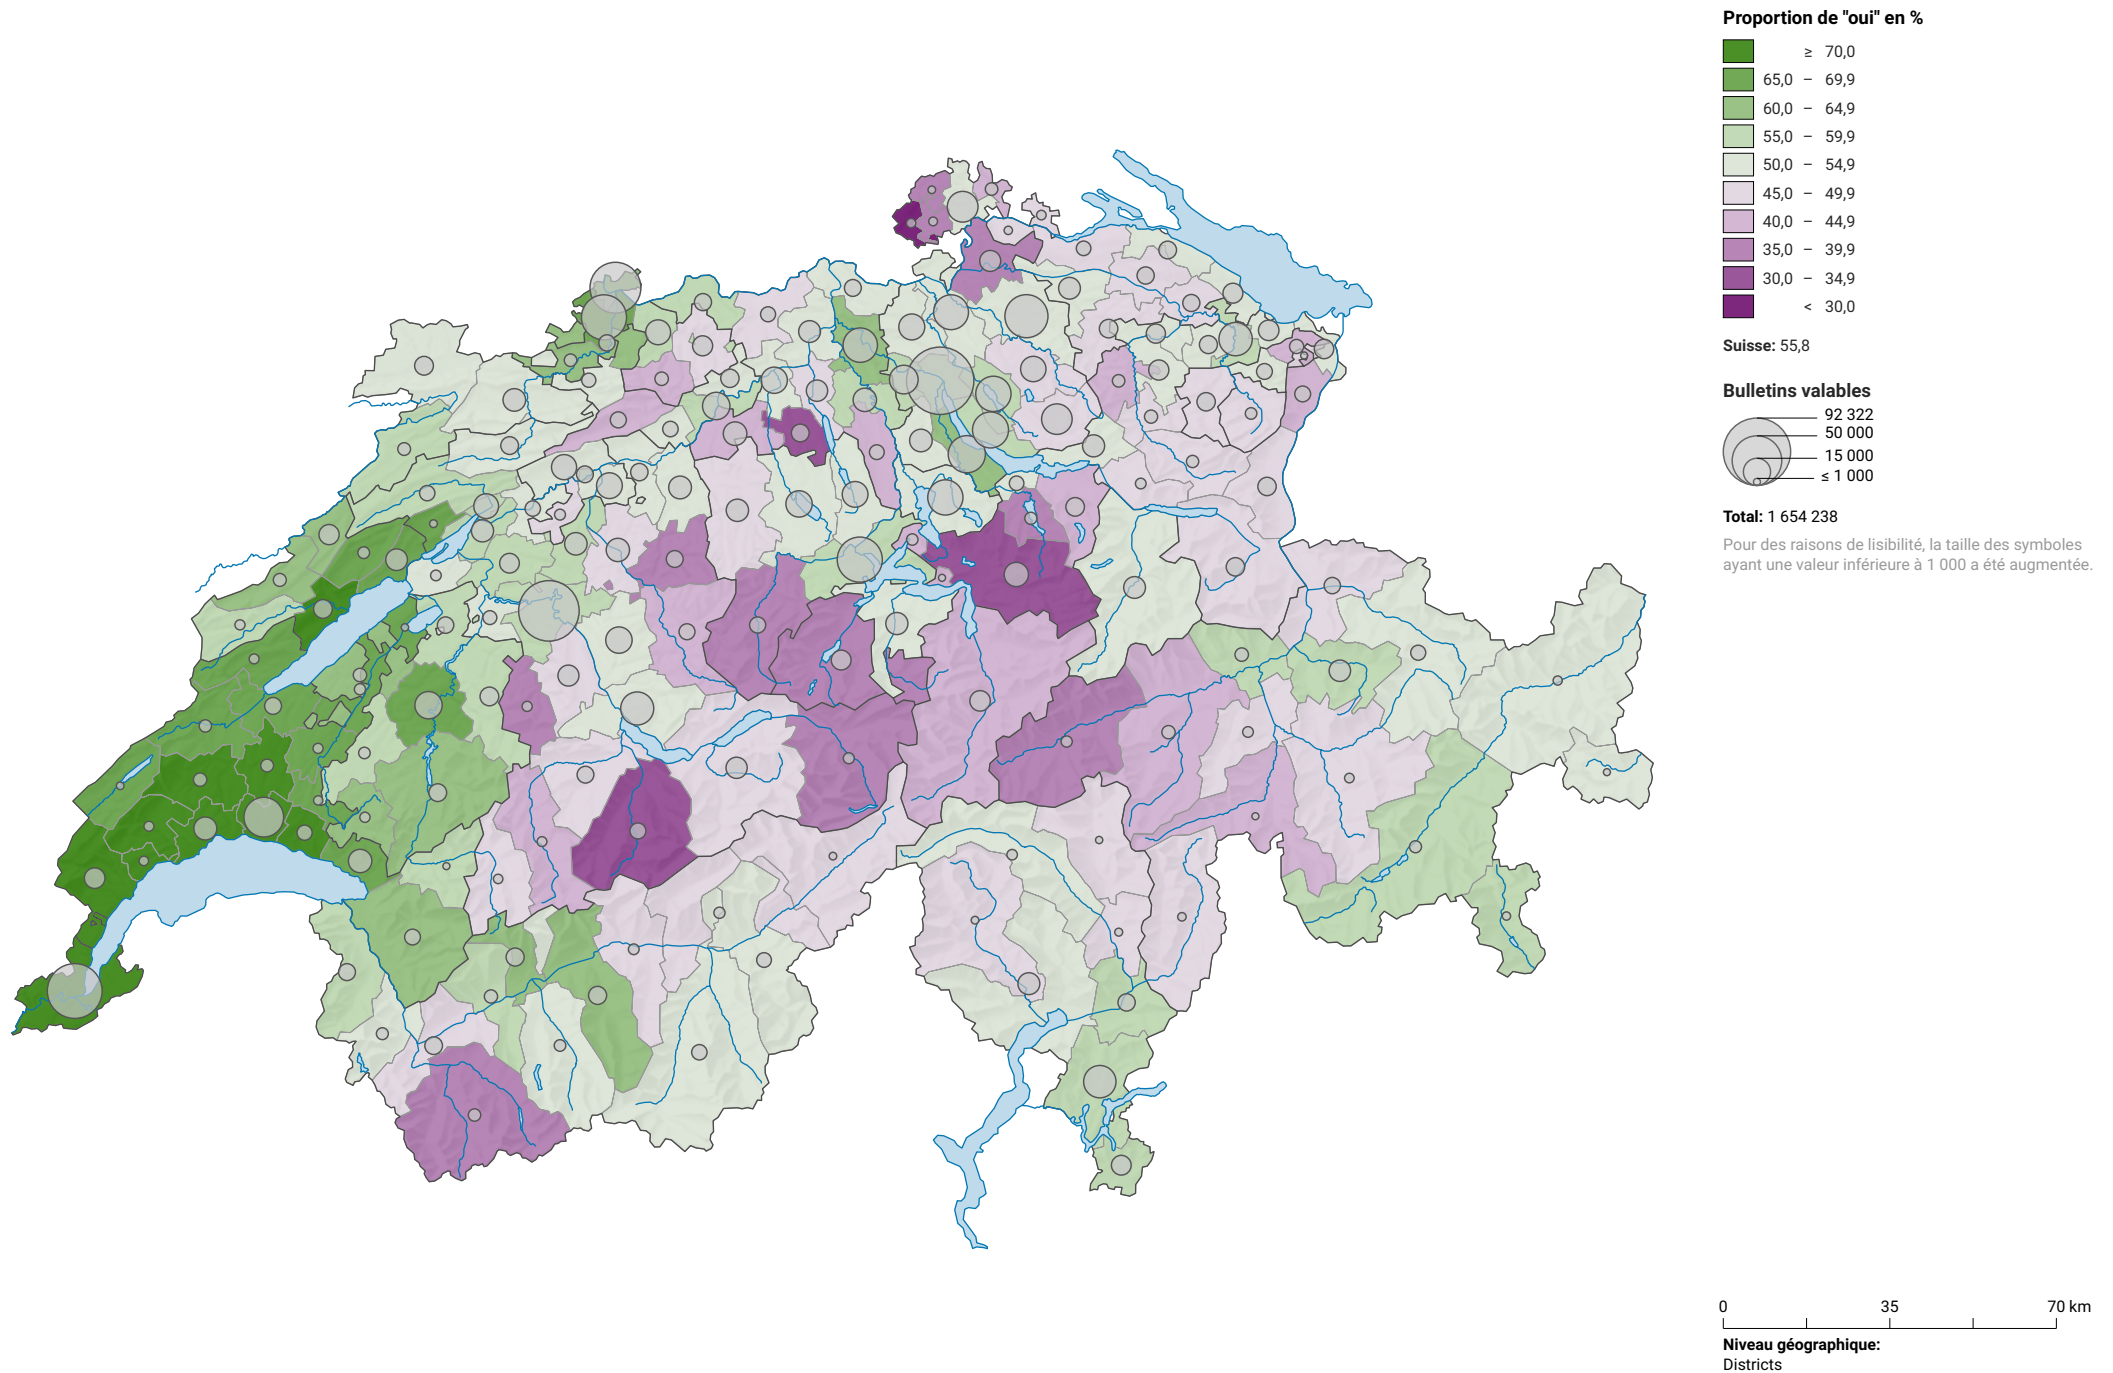 Proportion de "oui" en %
≥ 70,0
65,0 – 69,9
60,0 – 64,9
55,0 – 59,9
50,0 – 54,9
45,0 – 49,9
40,0 – 44,9
35,0 – 39,9
30,0 – 34,9
< 30,0
Suisse: 55,8
Bulletins valables
92 322
50 000
15 000
≤ 1 000
Total: 1 654 238
Pour des raisons de lisibilité, la taille des symboles
ayant une valeur inférieure à 1 000 a été augmentée.
0 35 70 km
Niveau géographique:
Districts